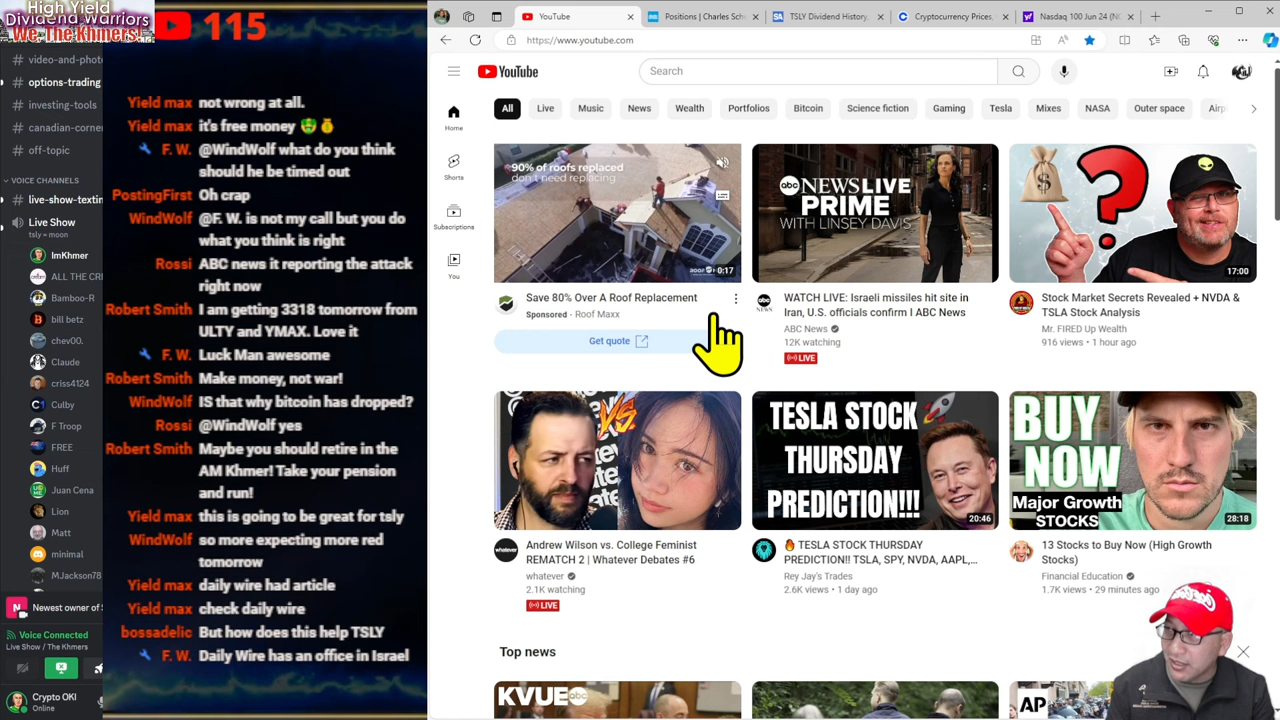 High Yield
Dividend Warriors
We, The Khmers!
115
# video-and-photo
# options-trading
# investing-tools
# canadian-corner
# off-topic
VOICE CHANNELS
# live-show-texting
Live Show
tsly = moon
ImKhmer
ALL THE CRE
Bamboo-R
bill betz
chev00.
Claude
criss4124
Culby
F Troop
FREE
Huff
Juan Cena
Lion
Matt
minimal
MJackson78
Newest owner of S
Voice Connected
Live Show / The Khmers
Crypto OKI
Online
Yield max not wrong at all.
Yield max it's free money
F. W. @WindWolf what do you think
should he be timed out
PostingFirst Oh crap
WindWolf @F. W. is not my call but you do
what you think is right
Rossi ABC news it reporting the attack
right now
Robert Smith I am getting 3318 tomorrow from
ULTY and YMAX. Love it
F. W. Luck Man awesome
Robert Smith Make money, not war!
WindWolf IS that why bitcoin has dropped?
Rossi @WindWolf yes
Robert Smith Maybe you should retire in the
AM Khmer! Take your pension
and run!
Yield max this is going to be great for tsly
WindWolf so more expecting more red
tomorrow
Yield max daily wire had article
Yield max check daily wire
bossadelic But how does this help TSLY
F. W. Daily Wire has an office in Israel
YouTube
Positions | Charles Sch
SA TSLY Dividend History,
Cryptocurrency Prices,
Nasdaq 100 Jun 24 (NQ
https://www.youtube.com
YouTube
Search
Home
Shorts
Subscriptions
You
All Live Music News Wealth Portfolios Bitcoin Science fiction Gaming Tesla Mixes NASA Outer space Airp
90% of roofs replaced
don't need replacing
0:17
Save 80% Over A Roof Replacement
Sponsored · Roof Maxx
Get quote
abc NEWS LIVE
PRIME
WITH LINSEY DAVIS
WATCH LIVE: Israeli missiles hit site in
Iran, U.S. officials confirm I ABC News
ABC News
12K watching
LIVE
$ ?
17:00
Stock Market Secrets Revealed + NVDA &
TSLA Stock Analysis
Mr. FIRED Up Wealth
916 views • 1 hour ago
VS
Andrew Wilson vs. College Feminist
REMATCH 2 | Whatever Debates #6
whatever
2.1K watching
LIVE
TESLA STOCK
THURSDAY
PREDICTION!!!
20:46
🔥 TESLA STOCK THURSDAY
PREDICTION!! TSLA, SPY, NVDA, AAPL,...
Rey Jay's Trades
2.6K views • 1 day ago
BUY
NOW
Major Growth
STOCKS
28:18
13 Stocks to Buy Now (High Growth
Stocks)
Financial Education
1.7K views • 29 minutes ago
Top news
KVUE abc
AP